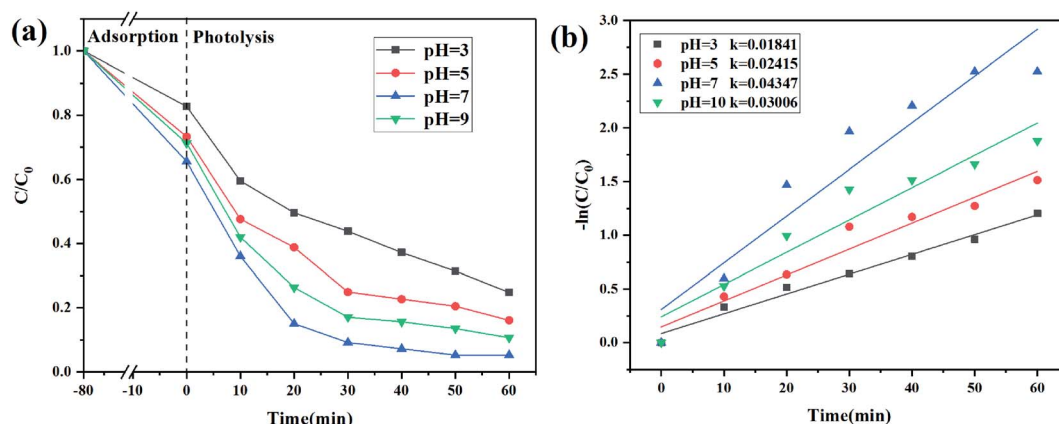 (a)
Adsorption
Photolysis
pH=3
pH=5
pH=7
pH=9
C/C0
1.0
0.8
0.6
0.4
0.2
0.0
-80
-10
0
10
20
30
40
50
60
Time(min)
(b)
pH=3 k=0.01841
pH=5 k=0.02415
pH=7 k=0.04347
pH=10 k=0.03006
-ln(C/C0)
3.0
2.5
2.0
1.5
1.0
0.5
0.0
0
10
20
30
40
50
60
Time(min)